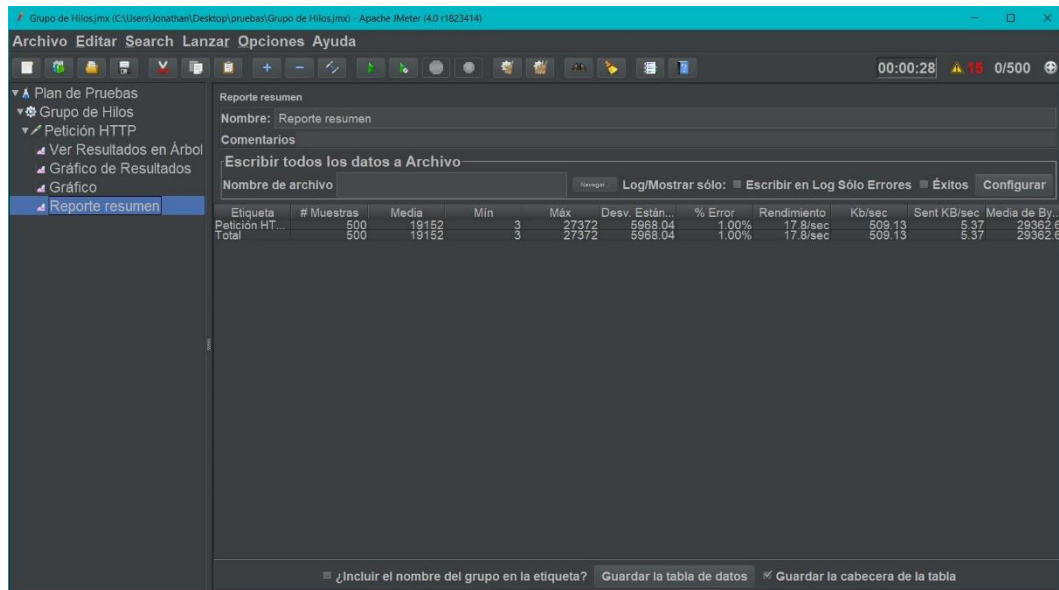 Grupo de Hilos.jmx (C:\Users\Jonathan\Desktop\pruebas\Grupo de Hilos.jmx) - Apache JMeter (4.0 r1823414)
Archivo Editar Search Lanzar Opciones Ayuda
00:00:28 15 0/500
Plan de Pruebas
Grupo de Hilos
Petición HTTP
Ver Resultados en Árbol
Gráfico de Resultados
Gráfico
Reporte resumen
Reporte resumen
Nombre: Reporte resumen
Comentarios
Escribir todos los datos a Archivo
Nombre de archivo Navegar... Log/Mostrar sólo: Escribir en Log Sólo Errores Éxitos Configurar
Etiqueta # Muestras Media Mín Máx Desv. Están... % Error Rendimiento Kb/sec Sent KB/sec Media de By...
Petición HT... 500 19152 3 27372 5968.04 1.00% 17.8/sec 509.13 5.37 29362.6
Total 500 19152 3 27372 5968.04 1.00% 17.8/sec 509.13 5.37 29362.6
¿Incluir el nombre del grupo en la etiqueta? Guardar la tabla de datos Guardar la cabecera de la tabla